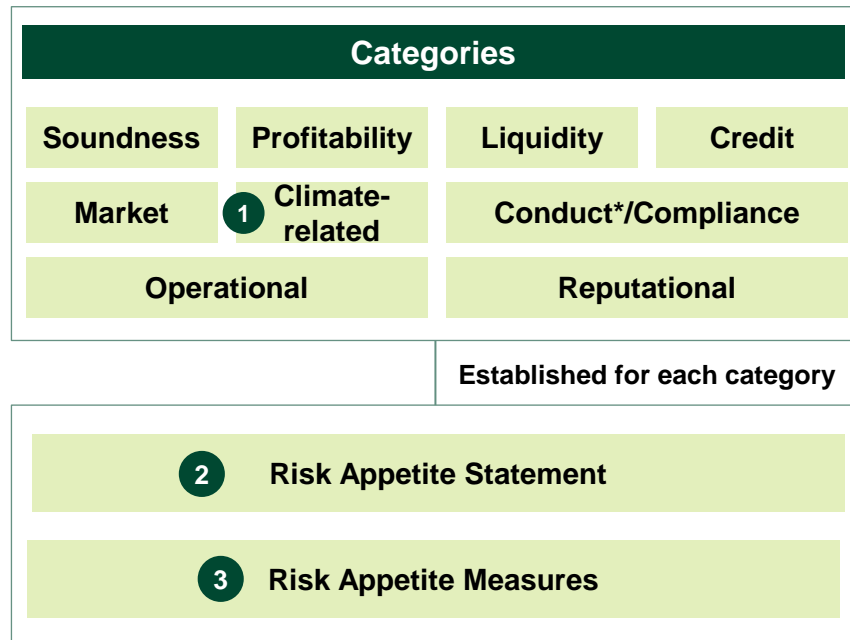 Categories
Soundness
Profitability
Liquidity
Credit
Market
1
Climate-
related
Conduct*/Compliance
Operational
Reputational
Established for each category
2
Risk Appetite Statement
3
Risk Appetite Measures